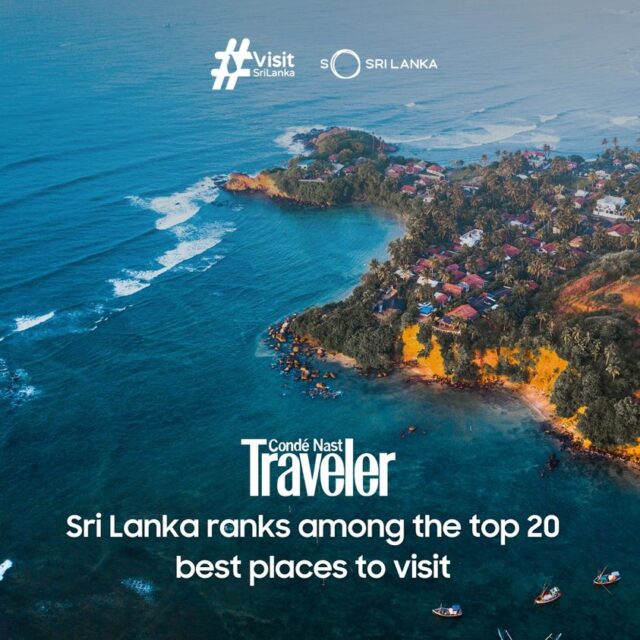 #Visit
SriLanka
SO SRI LANKA
Condé Nast
Traveler
Sri Lanka ranks among the top 20
best places to visit